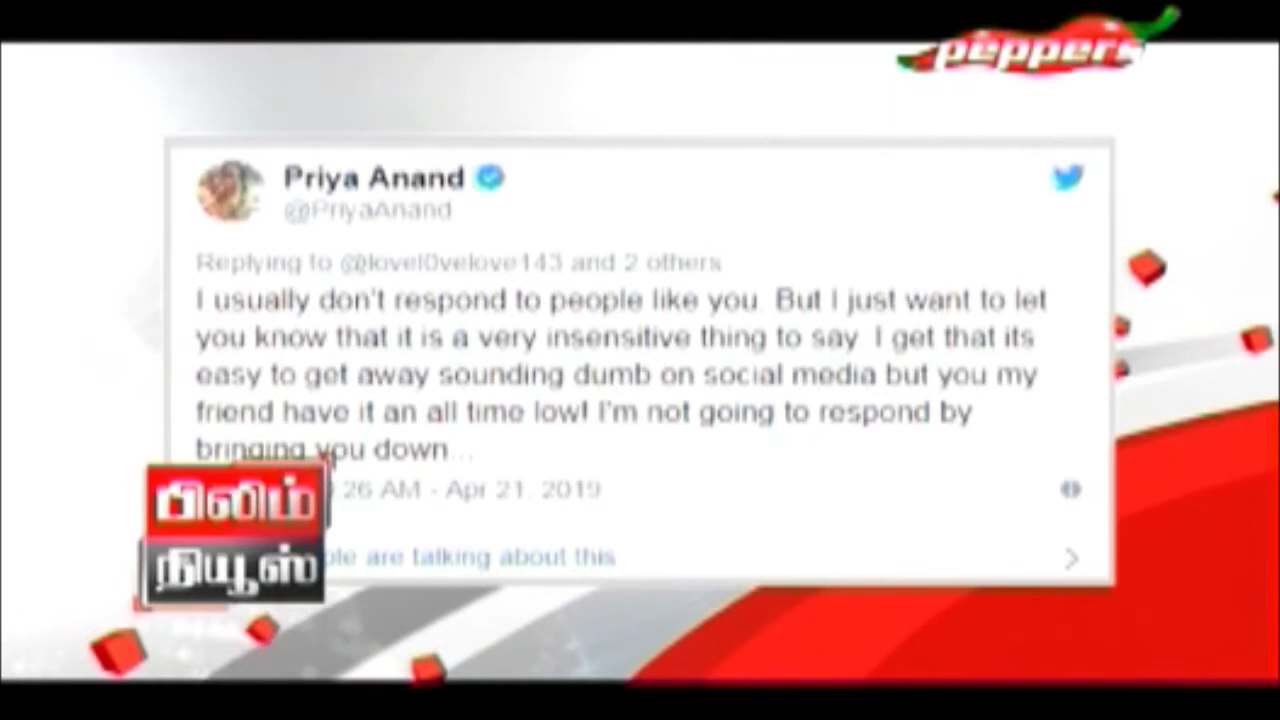 peppers
Priya Anand
@PriyaAnand
Replying to @lovel0velove143 and 2 others
I usually don't respond to people like you. But I just want to let
you know that it is a very insensitive thing to say. I get that its
easy to get away sounding dumb on social media but you my
friend have it an all time low! I'm not going to respond by
bringing you down...
26 AM - Apr 21, 2019
are talking about this
பிலிம்
நியூஸ்